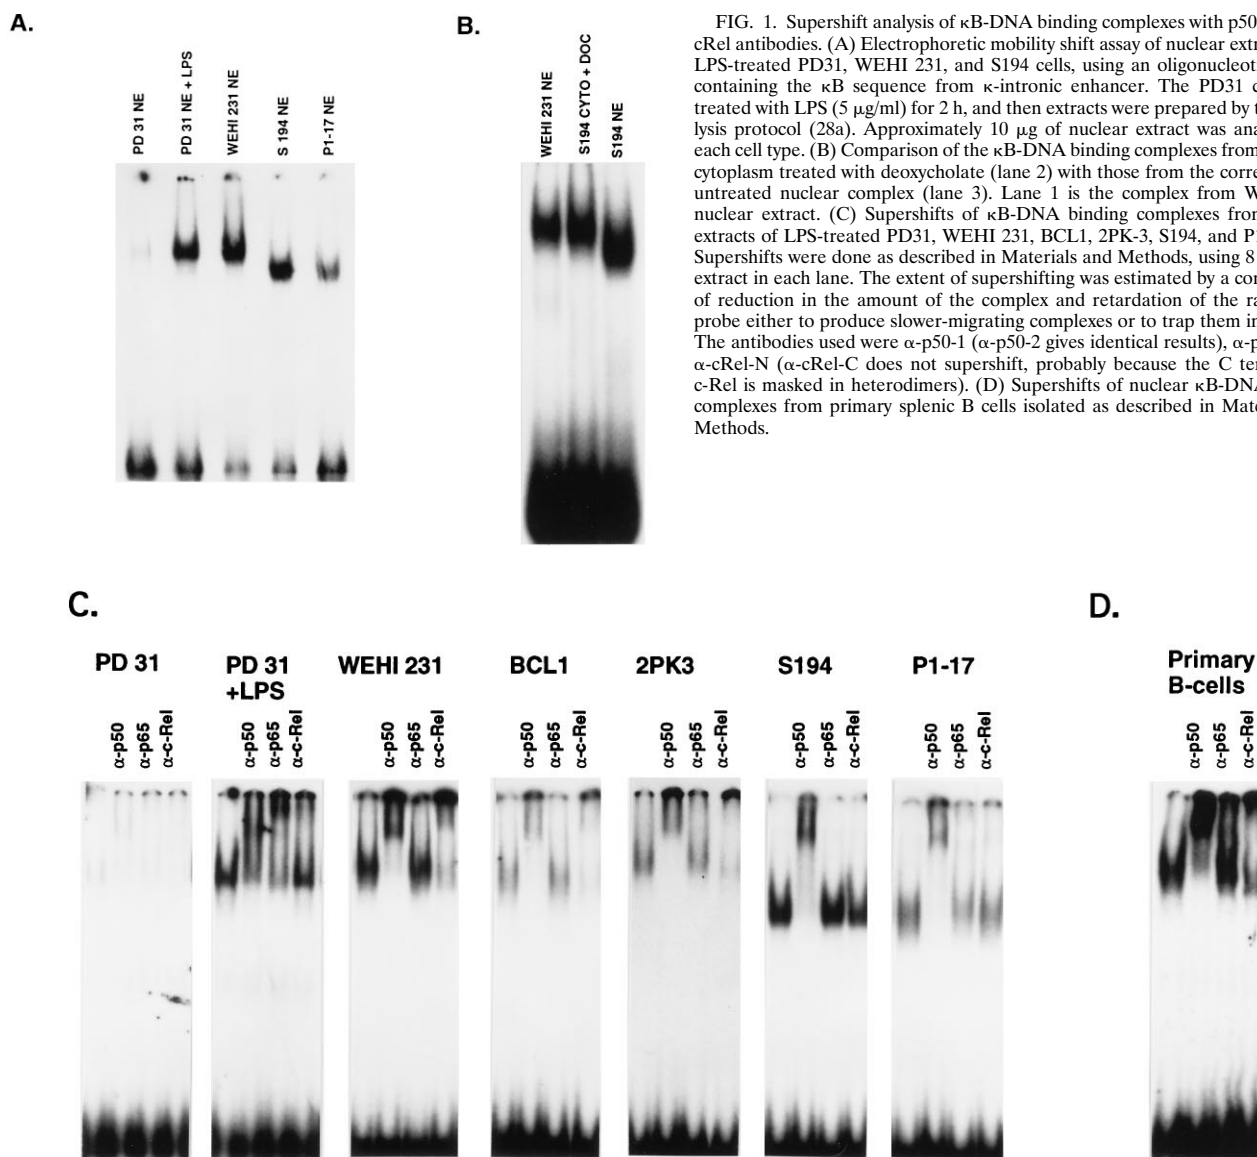 A.
PD 31 NE
PD 31 NE + LPS
WEHI 231 NE
S 194 NE
P1-17 NE
B.
WEHI 231 NE
S194 CYTO + DOC
S194 NE
FIG. 1. Supershift analysis of κB-DNA binding complexes with p50
cRel antibodies. (A) Electrophoretic mobility shift assay of nuclear extr
LPS-treated PD31, WEHI 231, and S194 cells, using an oligonucleoti
containing the κB sequence from κ-intronic enhancer. The PD31 c
treated with LPS (5 μg/ml) for 2 h, and then extracts were prepared by t
lysis protocol (28a). Approximately 10 μg of nuclear extract was ana
each cell type. (B) Comparison of the κB-DNA binding complexes from
cytoplasm treated with deoxycholate (lane 2) with those from the corre
untreated nuclear complex (lane 3). Lane 1 is the complex from W
nuclear extract. (C) Supershifts of κB-DNA binding complexes from
extracts of LPS-treated PD31, WEHI 231, BCL1, 2PK-3, S194, and P
Supershifts were done as described in Materials and Methods, using 8
extract in each lane. The extent of supershifting was estimated by a com
of reduction in the amount of the complex and retardation of the ra
probe either to produce slower-migrating complexes or to trap them in
The antibodies used were α-p50-1 (α-p50-2 gives identical results), α-p
α-cRel-N (α-cRel-C does not supershift, probably because the C ter
c-Rel is masked in heterodimers). (D) Supershifts of nuclear κB-DNA
complexes from primary splenic B cells isolated as described in Mate
Methods.
C.
PD 31
α-p50
α-p65
α-c-Rel
PD 31
+LPS
α-p50
α-p65
α-c-Rel
WEHI 231
α-p50
α-p65
α-c-Rel
BCL1
α-p50
α-p65
α-c-Rel
2PK3
α-p50
α-p65
α-c-Rel
S194
α-p50
α-p65
α-c-Rel
P1-17
α-p50
α-p65
α-c-Rel
D.
Primary
B-cells
α-p50
α-p65
α-c-Rel